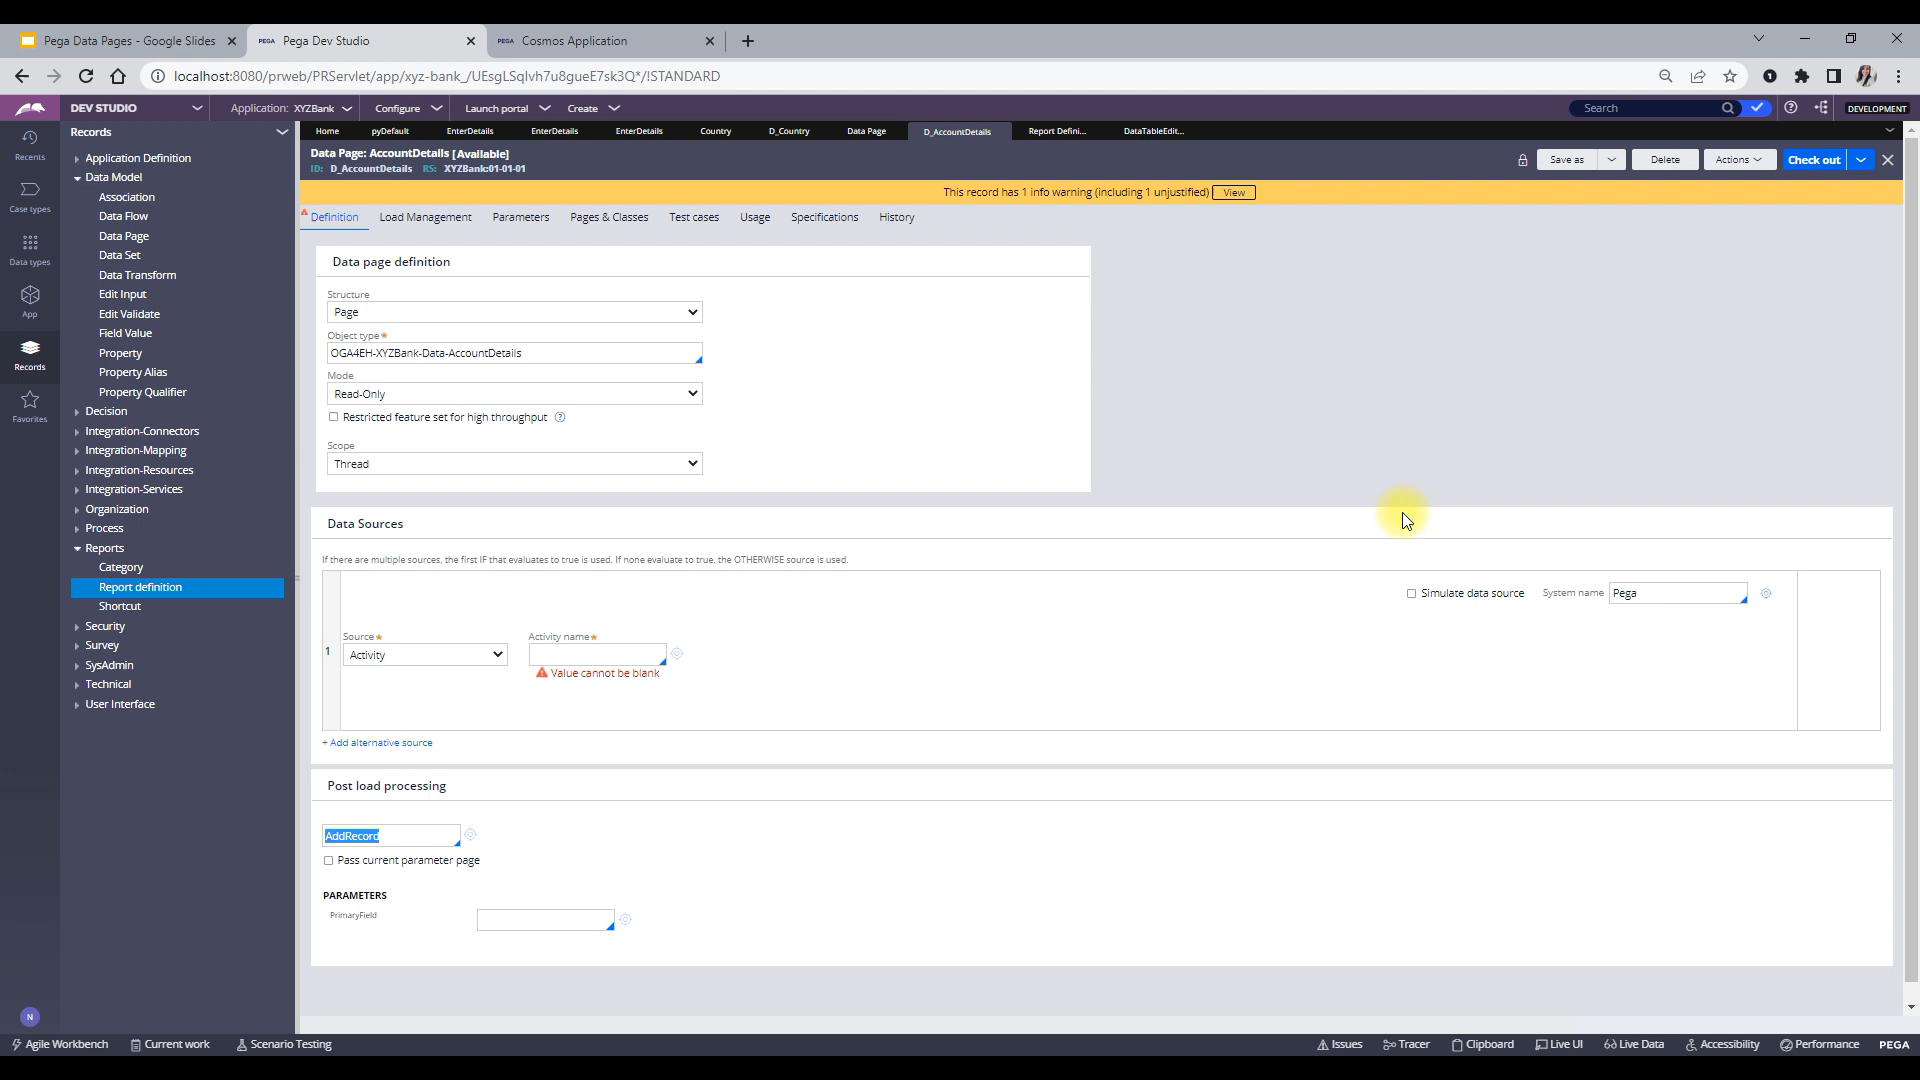 Pega Data Pages - Google Slides
PEGA Pega Dev Studio
PEGA Cosmos Application
localhost:8080/prweb/PRServlet/app/xyz-bank_/UEsgLSqlvh7u8gueE7sk3Q*/!STANDARD
DEV STUDIO
Application: XYZBank
Configure
Launch portal
Create
Search
DEVELOPMENT
Recents
Case types
Data types
App
Records
Favorites
N
Records
Application Definition
Data Model
Association
Data Flow
Data Page
Data Set
Data Transform
Edit Input
Edit Validate
Field Value
Property
Property Alias
Property Qualifier
Decision
Integration-Connectors
Integration-Mapping
Integration-Resources
Integration-Services
Organization
Process
Reports
Category
Report definition
Shortcut
Security
Survey
SysAdmin
Technical
User Interface
Home pyDefault EnterDetails EnterDetails EnterDetails Country D_Country Data Page D_AccountDetails Report Defini... DataTableEdit...
Data Page: AccountDetails [Available]
ID: D_AccountDetails RS: XYZBank:01-01-01
Save as
Delete
Actions
Check out
This record has 1 info warning (including 1 unjustified) View
Definition Load Management Parameters Pages & Classes Test cases Usage Specifications History
Data page definition
Structure
Page
Object type*
OGA4EH-XYZBank-Data-AccountDetails
Mode
Read-Only
Restricted feature set for high throughput ?
Scope
Thread
Data Sources
If there are multiple sources, the first IF that evaluates to true is used. If none evaluate to true, the OTHERWISE source is used.
Simulate data source System name Pega
Source* Activity name*
1 Activity
Value cannot be blank
+ Add alternative source
Post load processing
AddRecord
Pass current parameter page
PARAMETERS
PrimaryField
Agile Workbench Current work Scenario Testing
Issues Tracer Clipboard Live UI Live Data Accessibility Performance PEGA